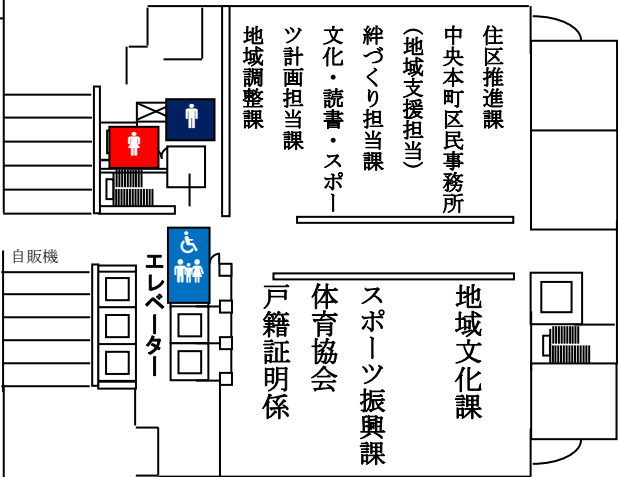 住区推進課
中央本町区民事務所
（地域支援担当）
絆づくり担当課
文化・読書・スポー
ツ計画担当課
地域調整課
自販機
エレベーター
地域文化課
スポーツ振興課
体育協会
戸籍証明係